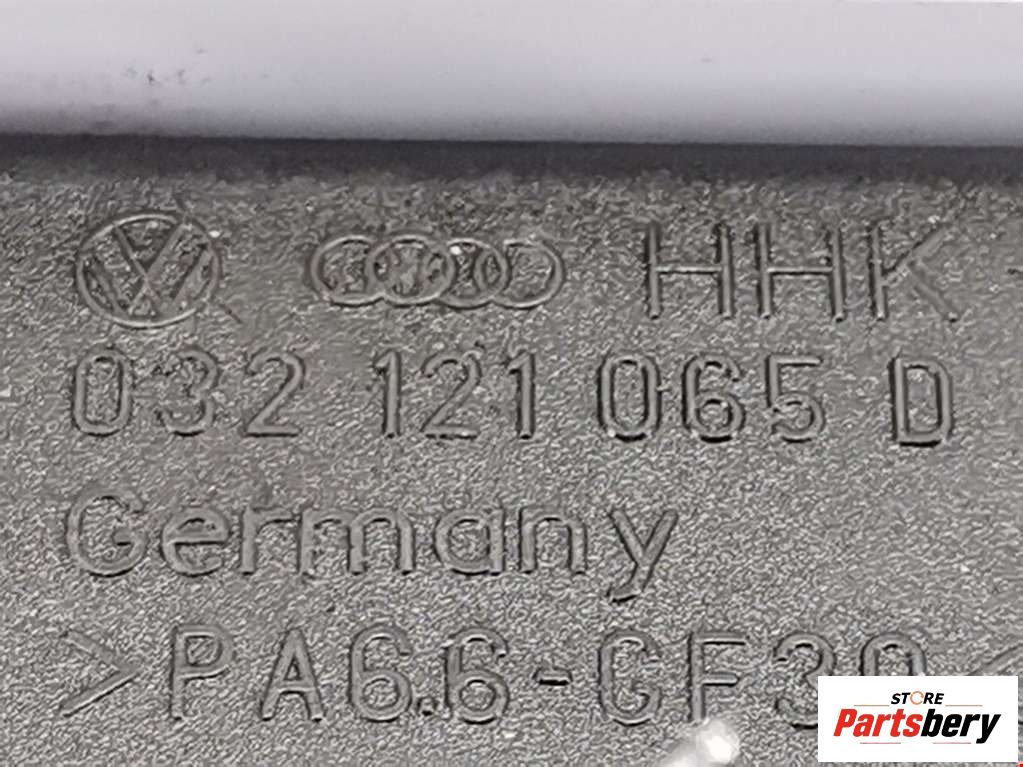 HHK
032 121 065 D
Germany
>PA6.6-GF30<
STORE
Partsbery